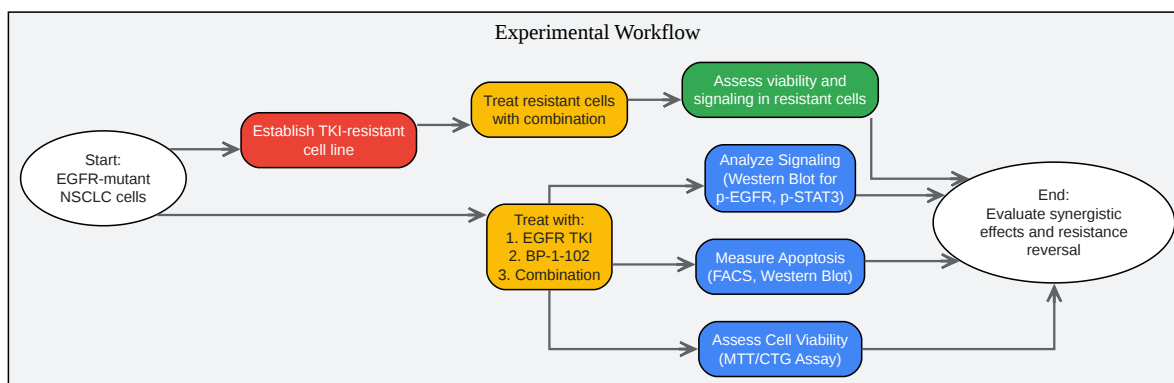 Experimental Workflow
Assess viability and
signaling in resistant cells
Treat resistant cells
with combination
Establish TKI-resistant
cell line
Start:
EGFR-mutant
NSCLC cells
Analyze Signaling
(Western Blot for
p-EGFR, p-STAT3)
Treat with:
1. EGFR TKI
2. BP-1-102
3. Combination
Measure Apoptosis
(FACS, Western Blot)
Assess Cell Viability
(MTT/CTG Assay)
End:
Evaluate synergistic
effects and resistance
reversal